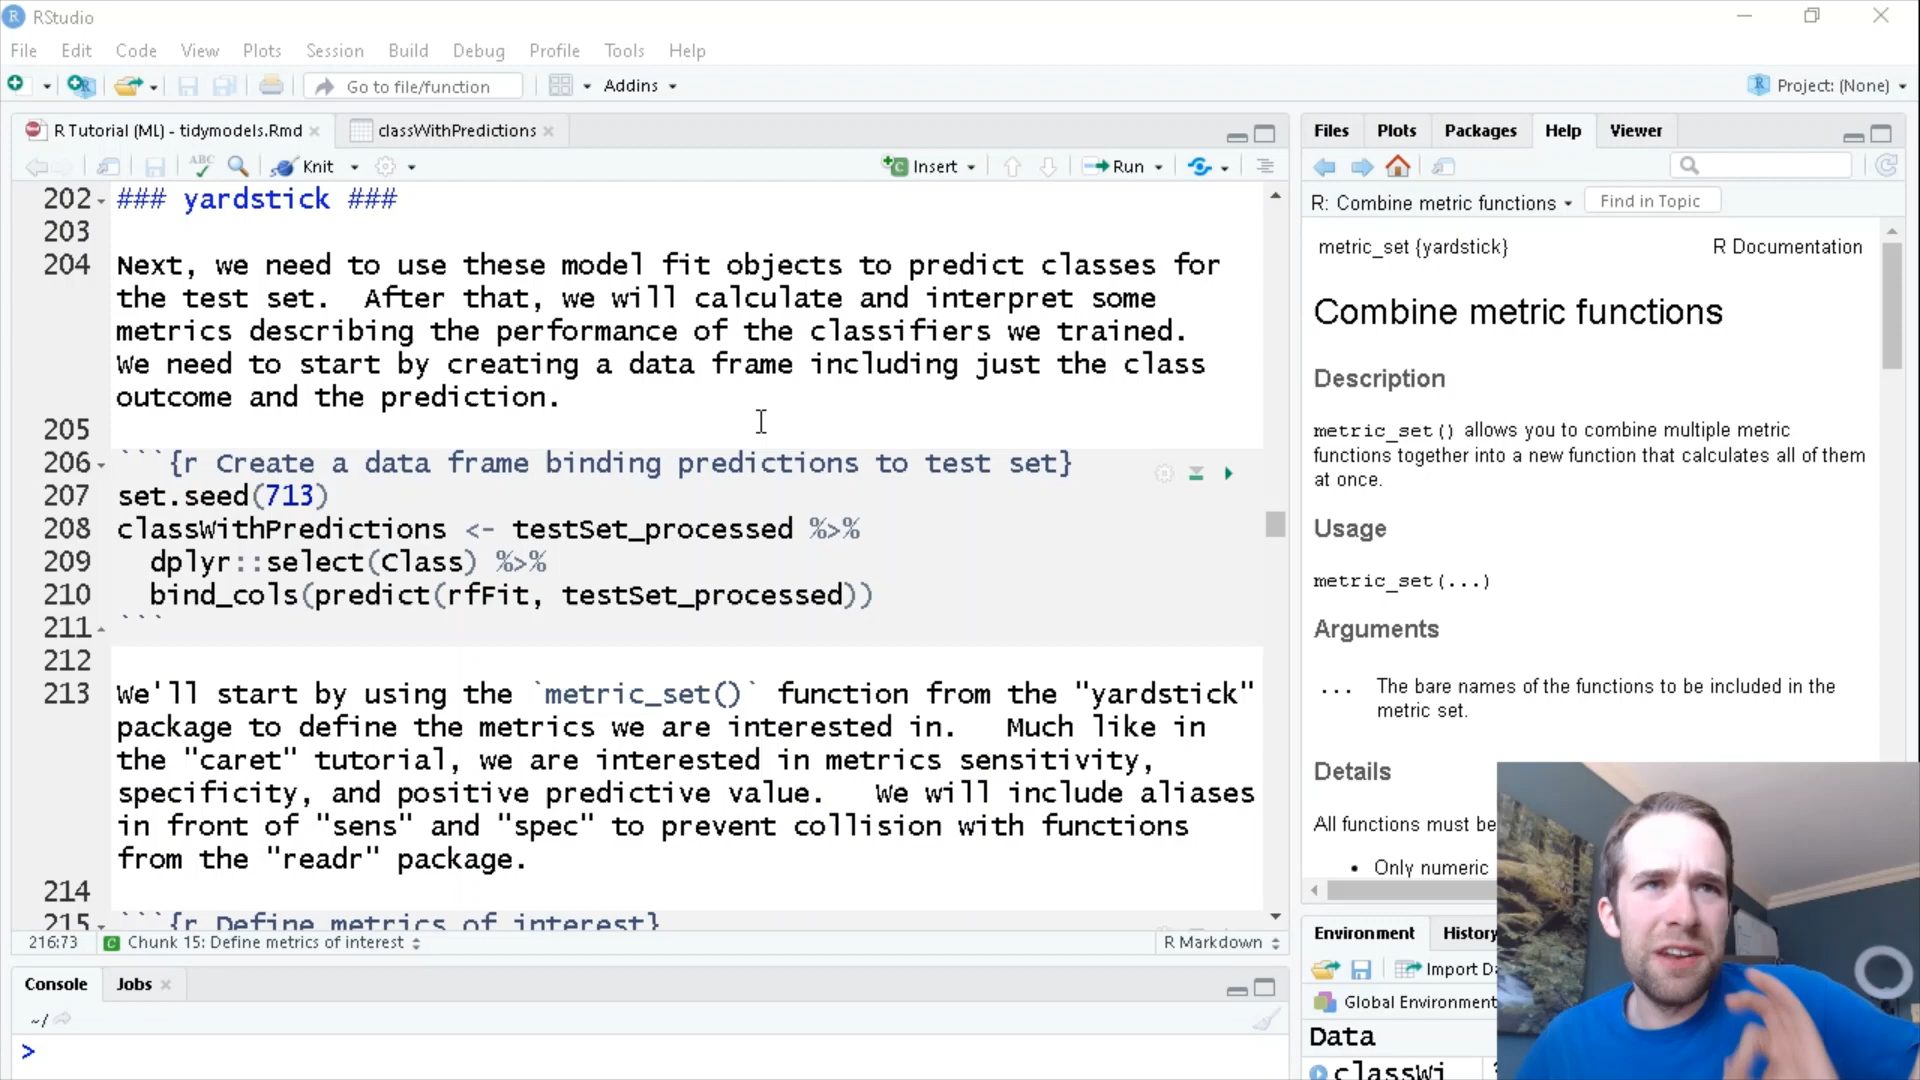 RStudio
File Edit Code View Plots Session Build Debug Profile Tools Help
Go to file/function Addins Project: (None)
R Tutorial (ML) - tidymodels.Rmd classWithPredictions
ABC Knit Insert Run
202 ### yardstick ###
203
204 Next, we need to use these model fit objects to predict classes for
the test set. After that, we will calculate and interpret some
metrics describing the performance of the classifiers we trained.
We need to start by creating a data frame including just the class
outcome and the prediction.
205
206 ```{r Create a data frame binding predictions to test set}
207 set.seed(713)
208 classWithPredictions <- testSet_processed %>%
209 dplyr::select(Class) %>%
210 bind_cols(predict(rfFit, testSet_processed))
211 ```
212
213 We'll start by using the `metric_set()` function from the "yardstick"
package to define the metrics we are interested in. Much like in
the "caret" tutorial, we are interested in metrics sensitivity,
specificity, and positive predictive value. We will include aliases
in front of "sens" and "spec" to prevent collision with functions
from the "readr" package.
214
215 ```{r Define metrics of interest}
216:73 Chunk 15: Define metrics of interest R Markdown
Console Jobs
~/
>
Files Plots Packages Help Viewer
R: Combine metric functions Find in Topic
metric_set {yardstick} R Documentation
Combine metric functions
Description
metric_set() allows you to combine multiple metric
functions together into a new function that calculates all of them
at once.
Usage
metric_set(...)
Arguments
... The bare names of the functions to be included in the
metric set.
Details
All functions must be
• Only numeric
Environment History
Import Da
Global Environment
Data
classWi